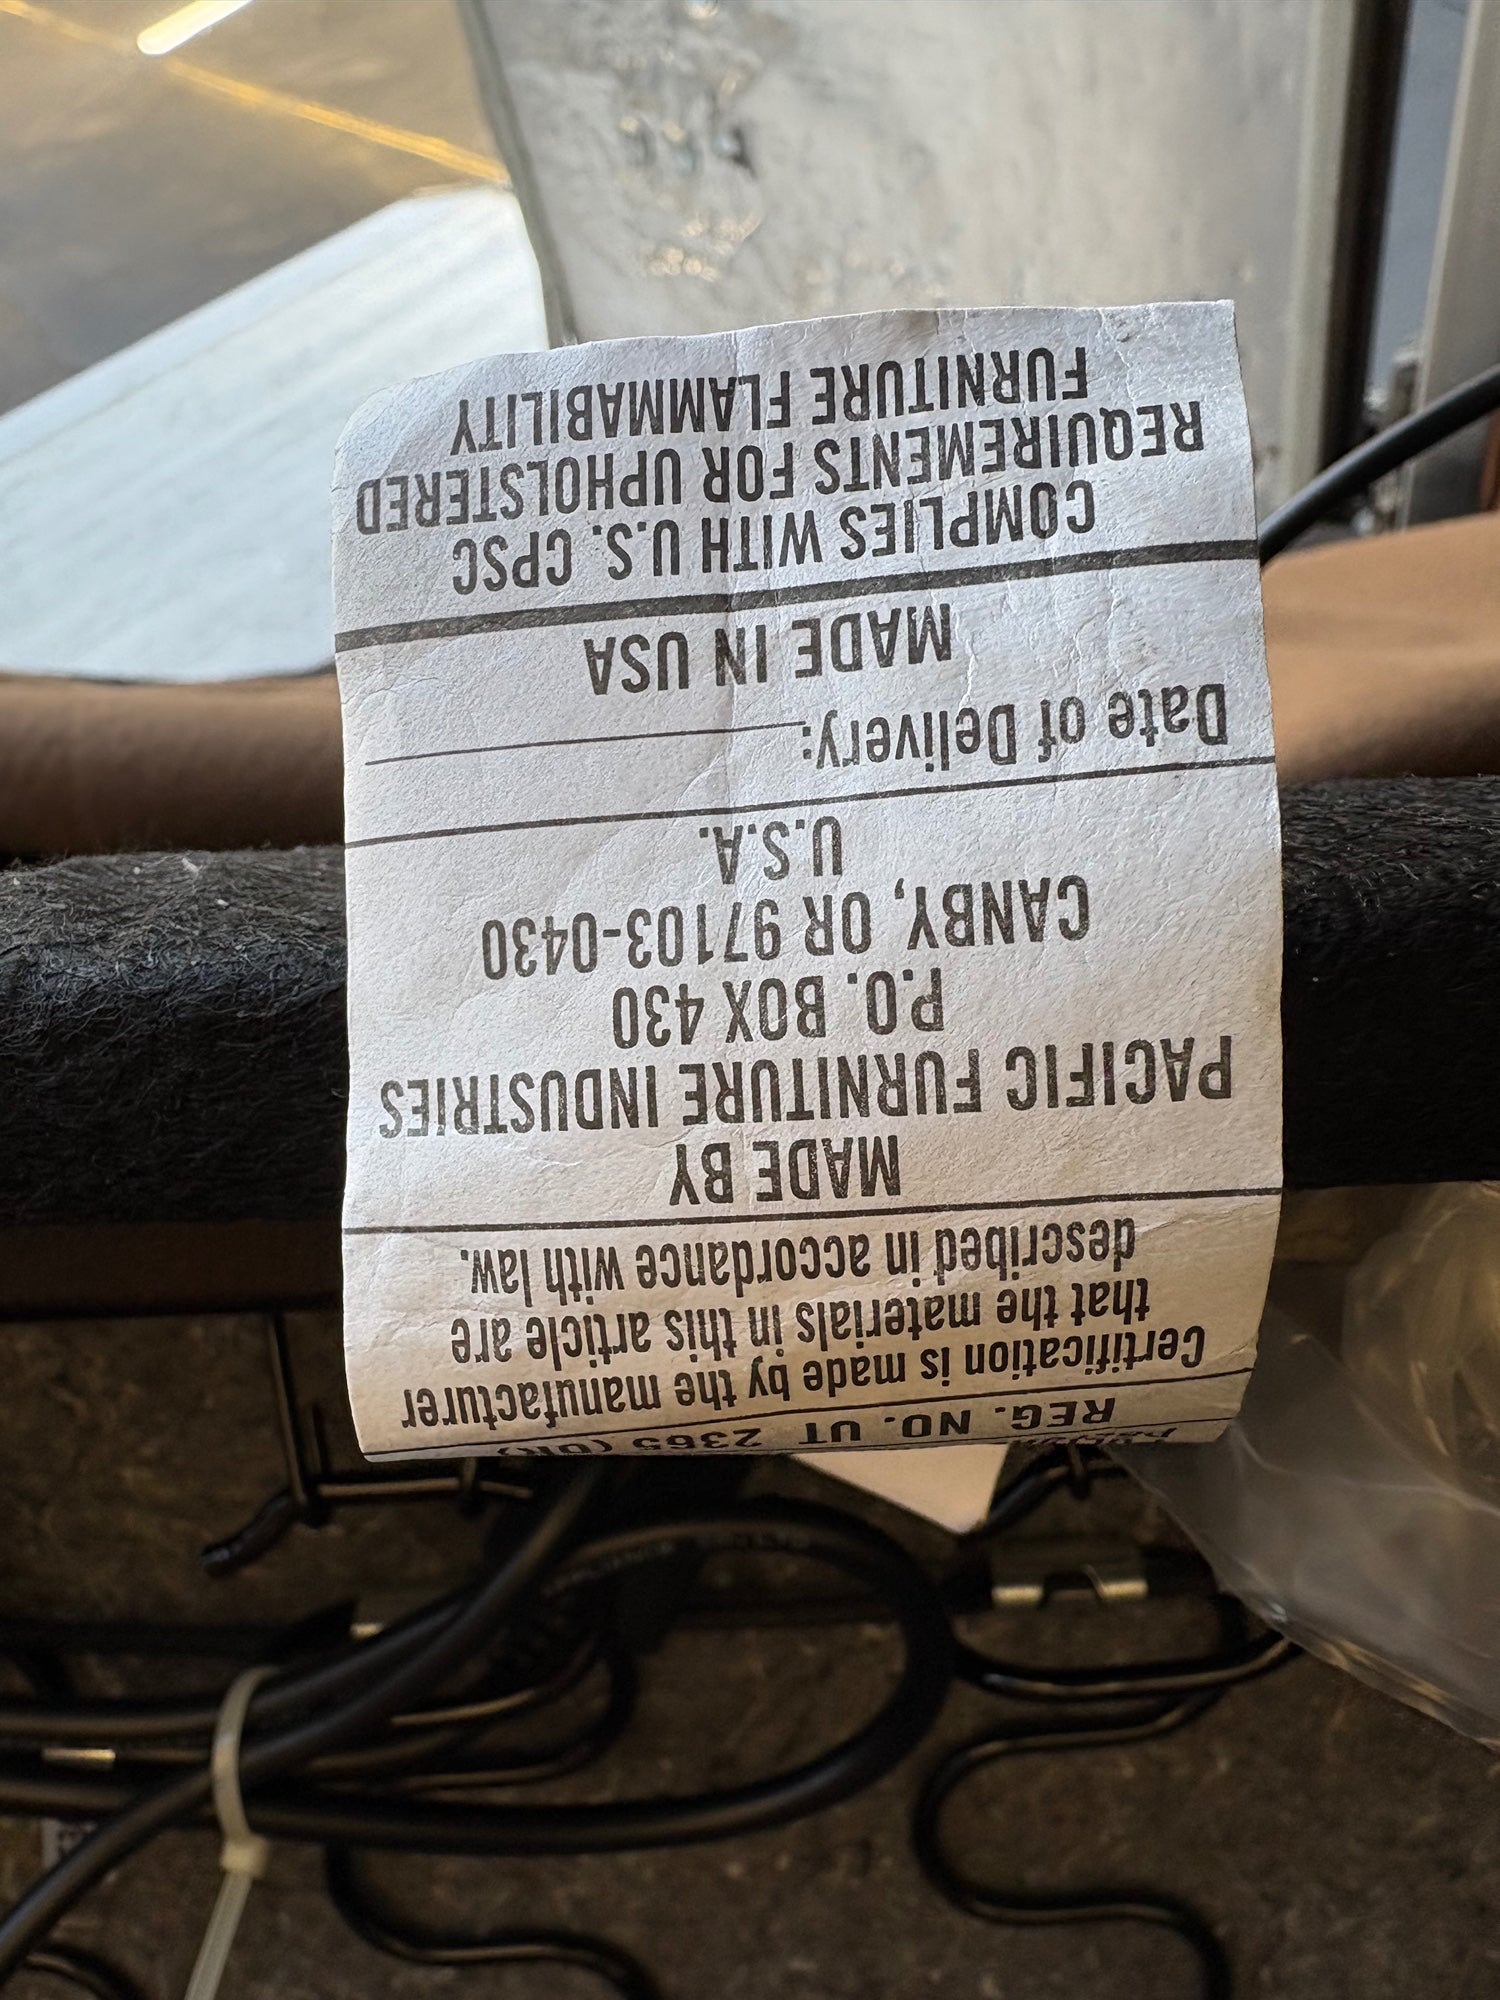 REG. NO. UT 2365 (OR)
Certification is made by the manufacturer
that the materials in this article are
described in accordance with law.
MADE BY
PACIFIC FURNITURE INDUSTRIES
P.O. BOX 430
CANBY, OR 97103-0430
U.S.A.
Date of Delivery:
MADE IN USA
COMPLIES WITH U.S. CPSC
REQUIREMENTS FOR UPHOLSTERED
FURNITURE FLAMMABILITY